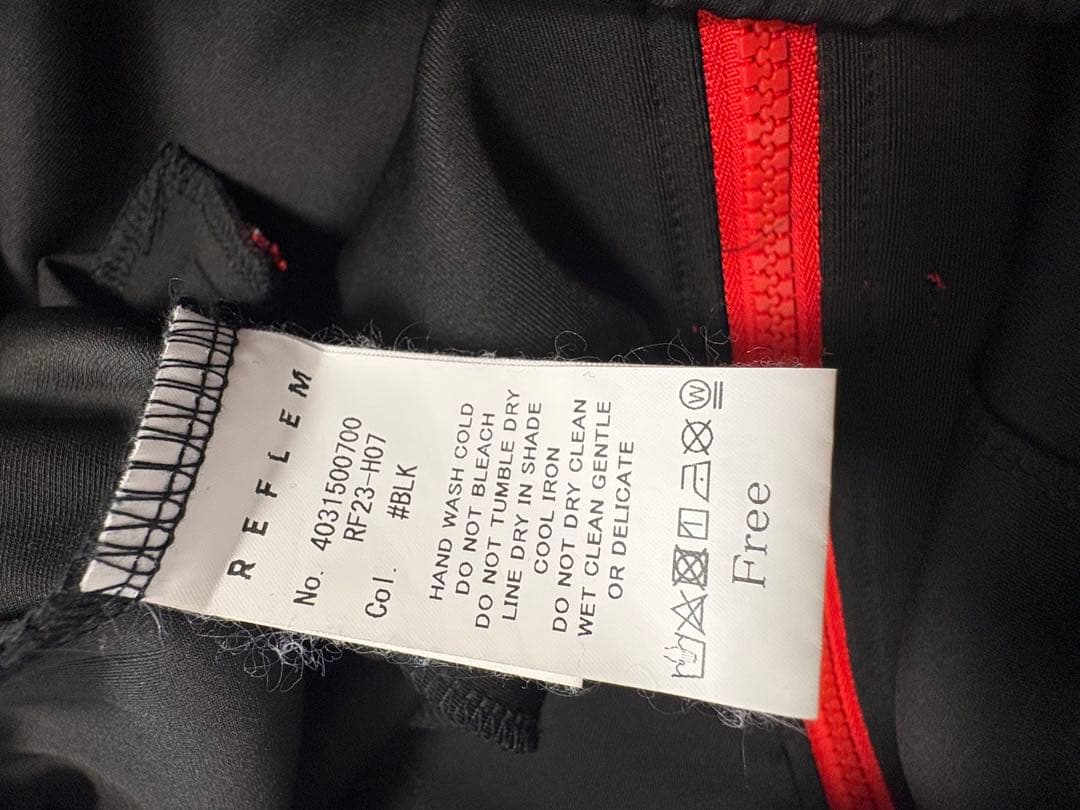 REFLEM
No. 4031500700
RF23-H07
Col. #BLK
HAND WASH COLD
DO NOT BLEACH
DO NOT TUMBLE DRY
LINE DRY IN SHADE
COOL IRON
DO NOT DRY CLEAN
WET CLEAN GENTLE
OR DELICATE
W
Free